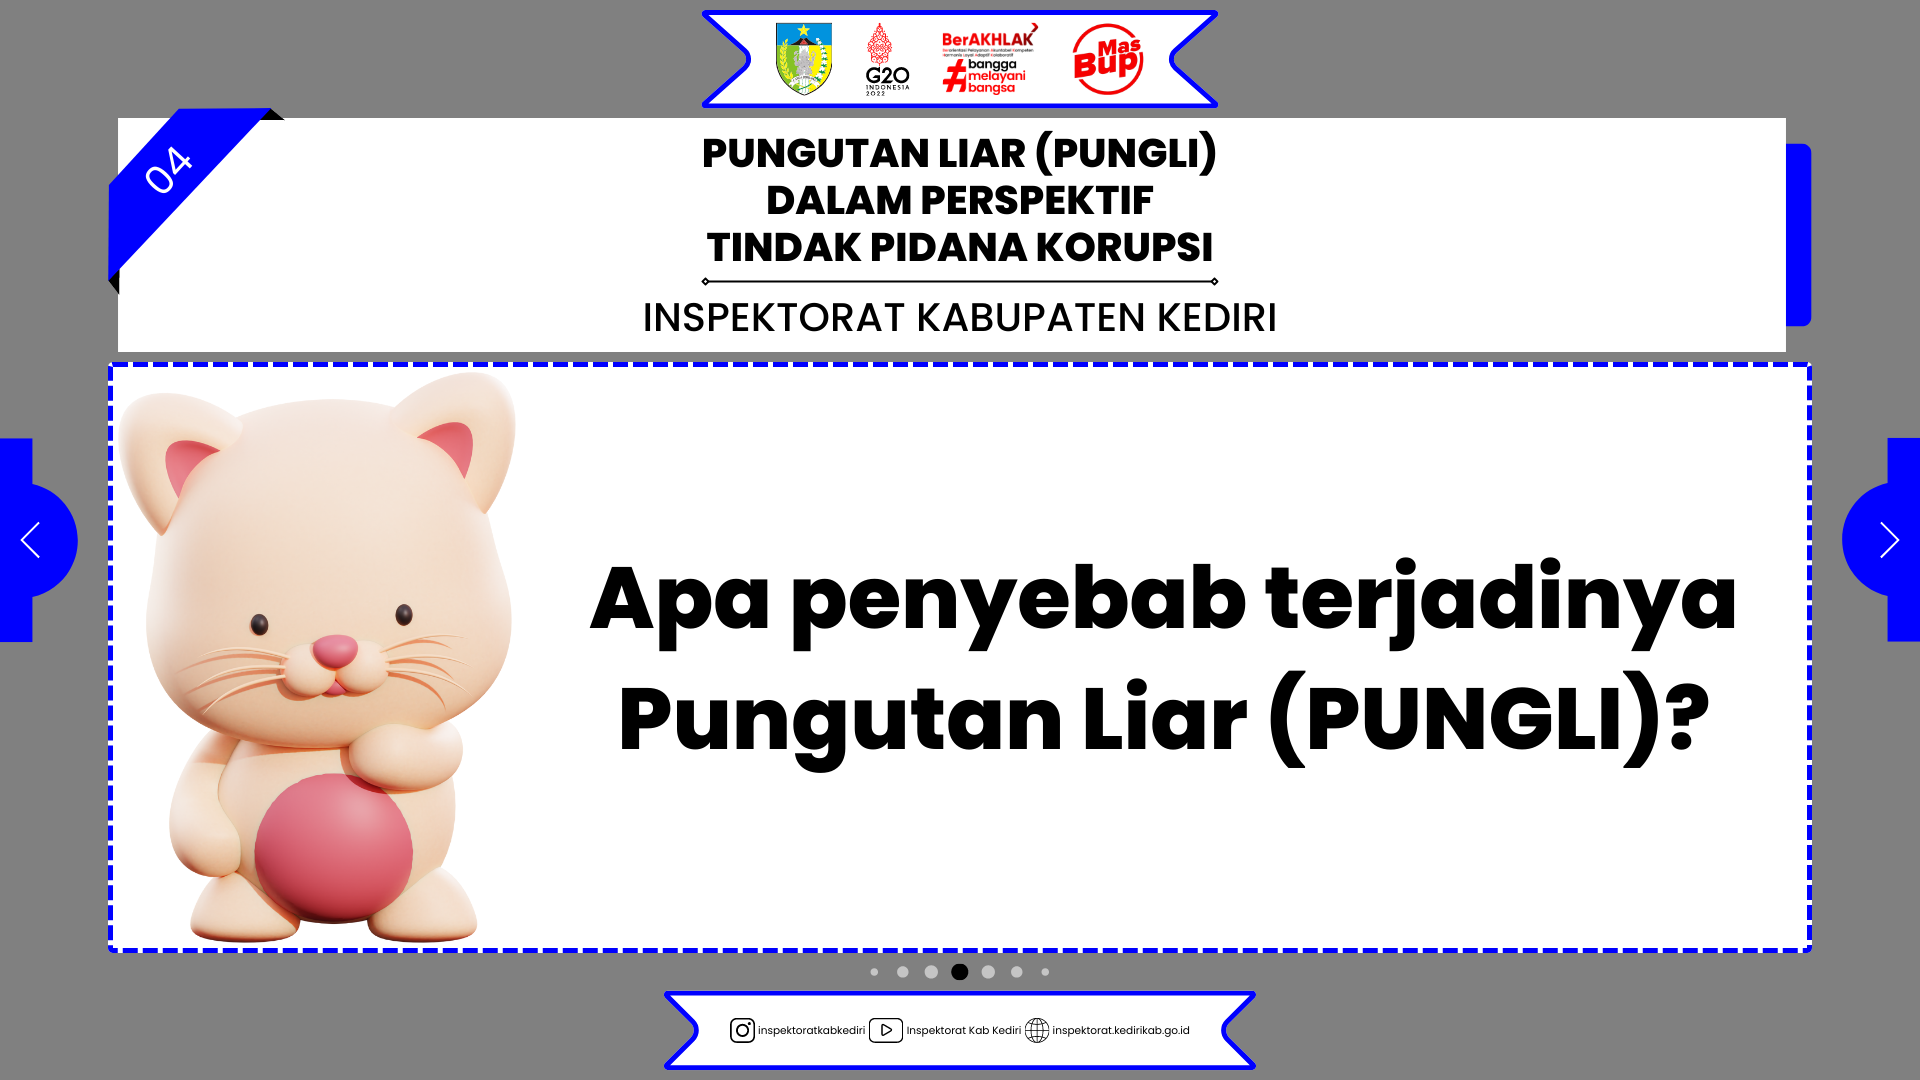 G20
INDONESIA
2022
BerAKHLAK
#bangga
melayani
bangsa
Mas
Bup
04
PUNGUTAN LIAR (PUNGLI)
DALAM PERSPEKTIF
TINDAK PIDANA KORUPSI
INSPEKTORAT KABUPATEN KEDIRI
Apa penyebab terjadinya
Pungutan Liar (PUNGLI)?
inspektoratkabkediri Inspektorat Kab Kediri inspektorat.kedirikab.go.id